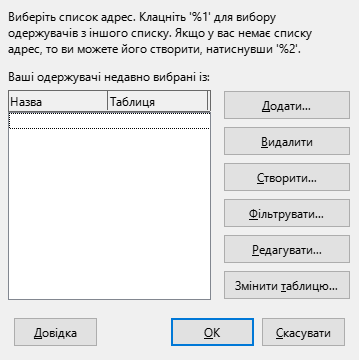 Виберіть список адрес. Клацніть '%1' для вибору
одержувачів з іншого списку. Якщо у вас немає списку
адрес, то ви можете його створити, натиснувши '%2'.
Ваші одержувачі недавно вибрані із:
Назва Таблиця
Додати...
Видалити
Створити...
Фільтрувати...
Редагувати...
Змінити таблицю...
Довідка ОК Скасувати